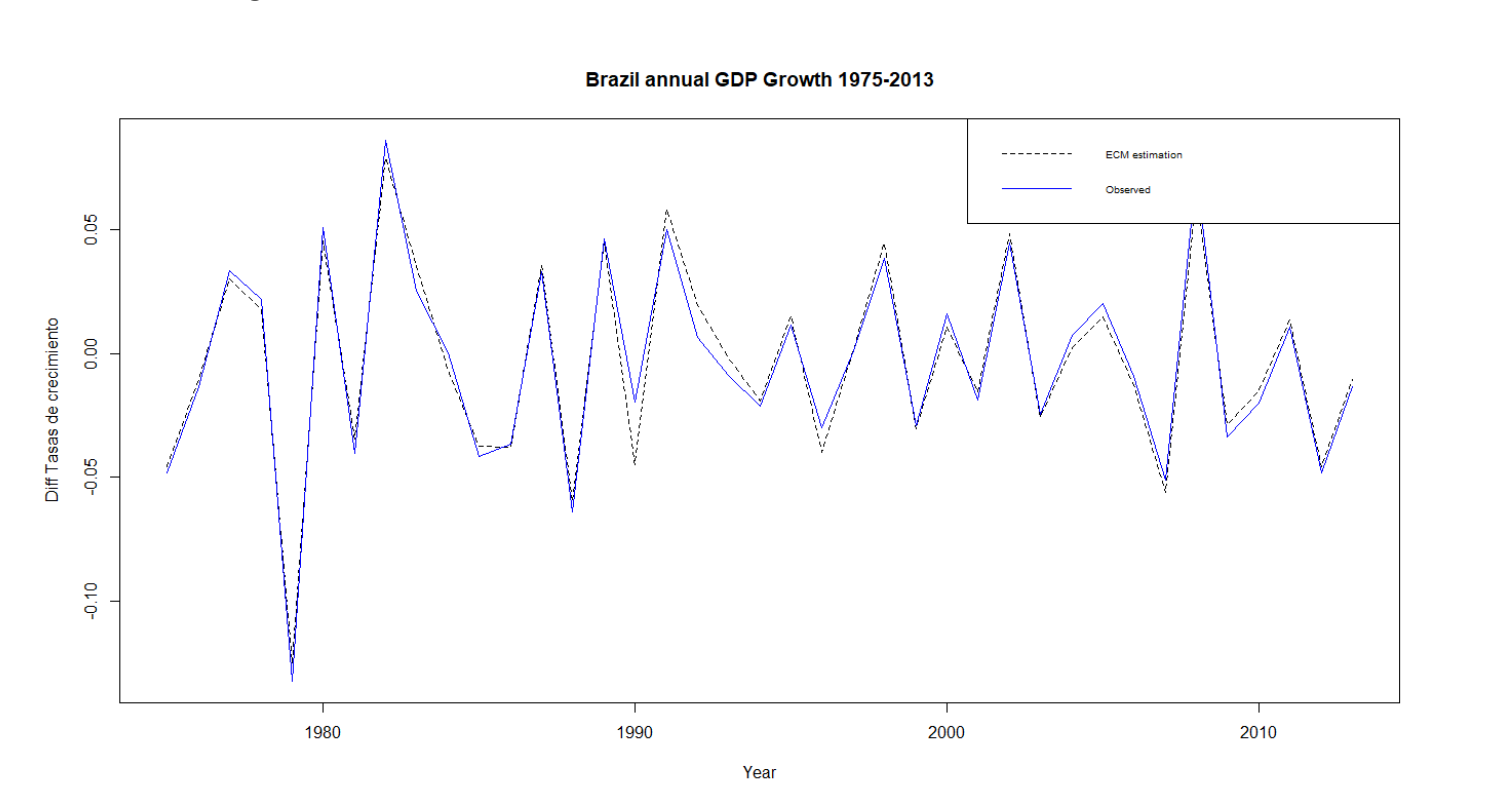 Brazil annual GDP Growth 1975-2013
ECM estimation
Observed
Diff Tasas de crecimiento
0.05
0.00
-0.05
-0.10
1980 1990 2000 2010
Year